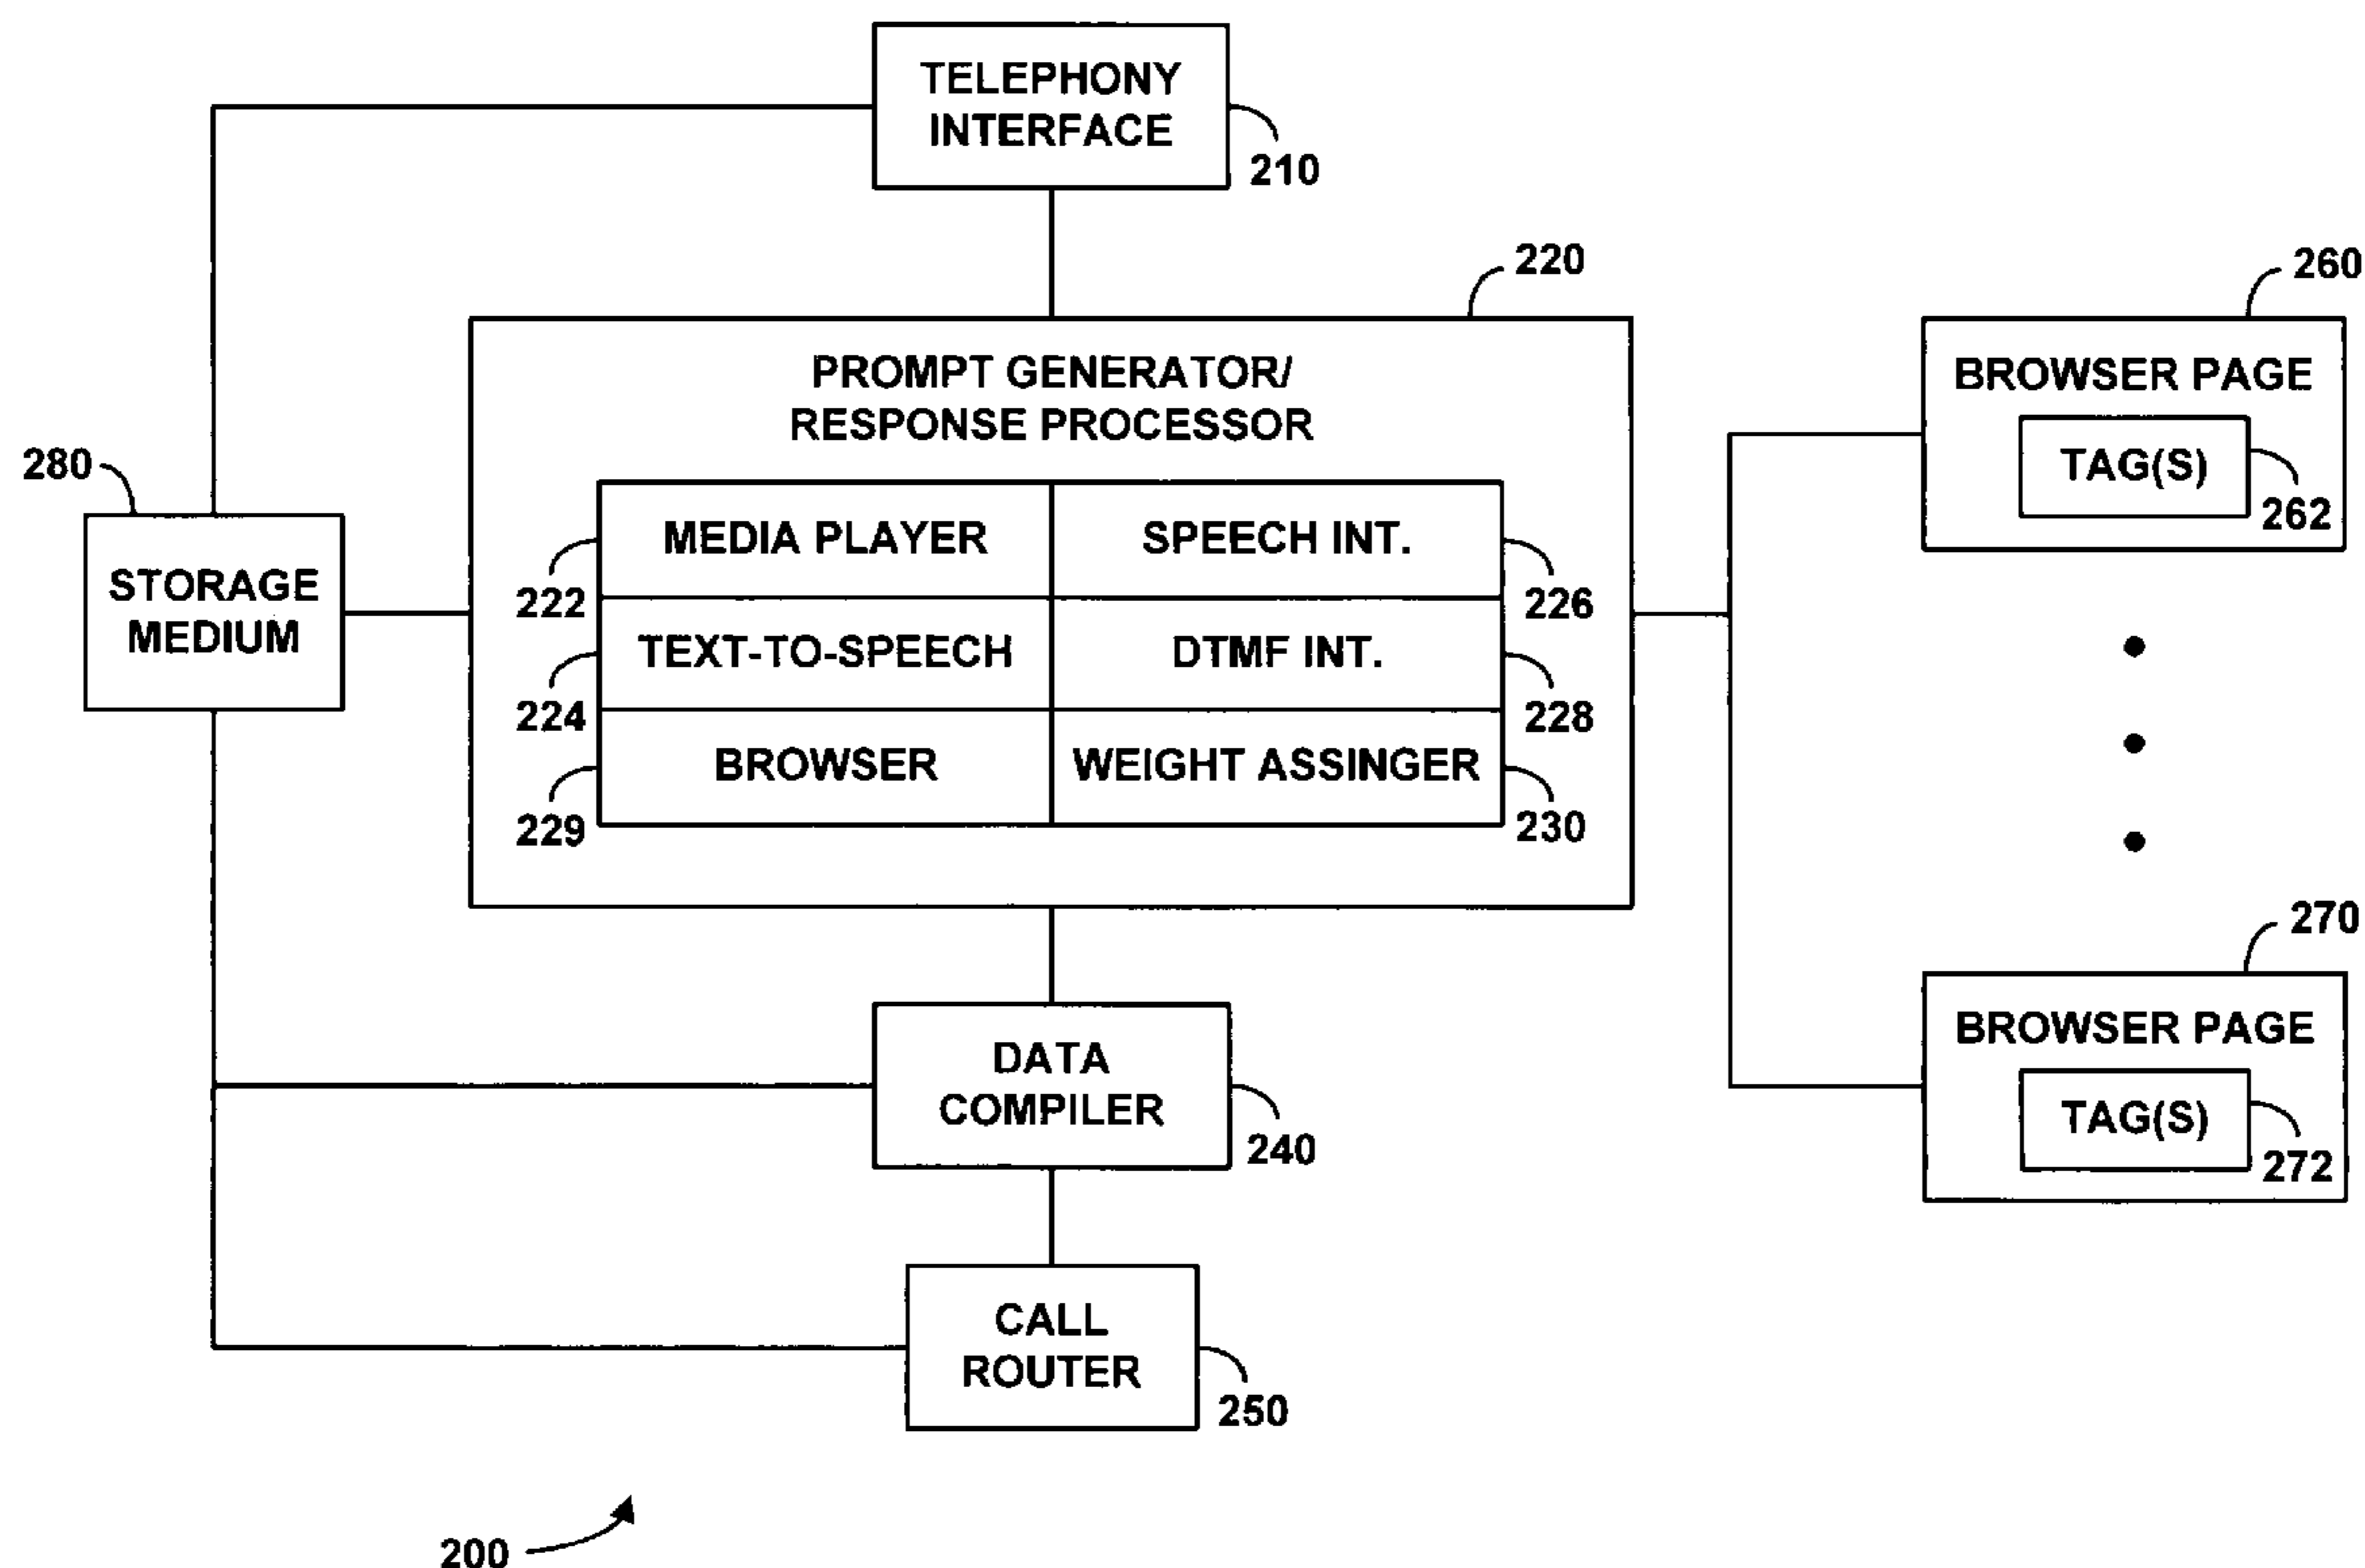 TELEPHONY
INTERFACE
210
220
PROMPT GENERATOR/
RESPONSE PROCESSOR
MEDIA PLAYER
SPEECH INT.
222
226
TEXT-TO-SPEECH
DTMF INT.
224
228
BROWSER
WEIGHT ASSINGER
229
230
280
STORAGE
MEDIUM
260
BROWSER PAGE
TAG(S)
262
270
BROWSER PAGE
TAG(S)
272
DATA
COMPILER
240
CALL
ROUTER
250
200